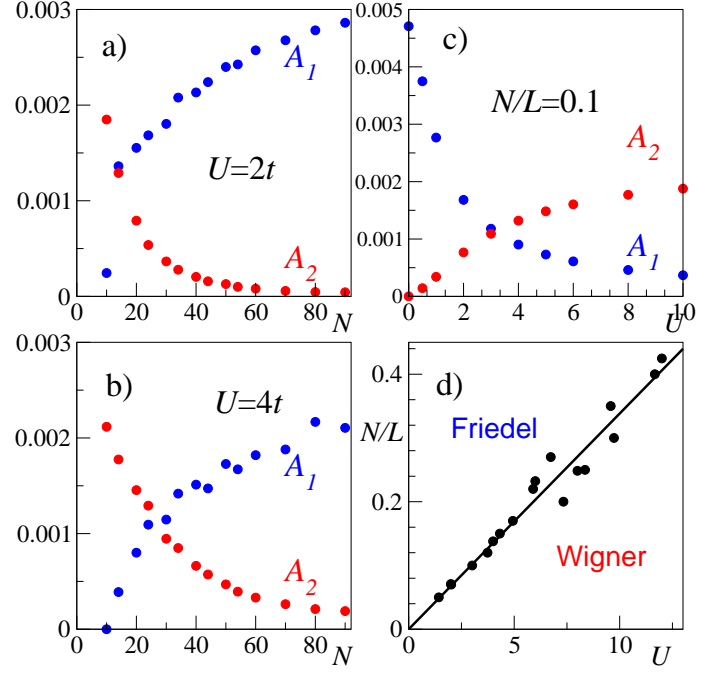 a)
A1
U=2t
A2
0.003
0.002
0.001
0
0 20 40 60 80 N
c)
N/L=0.1
A2
A1
0.005
0.004
0.003
0.002
0.001
0
0 2 4 6 8 10
U
b)
U=4t
A1
A2
0.003
0.002
0.001
0
0 20 40 60 80 N
d)
N/L
Friedel
Wigner
0.4
0.2
0
0 5 10 U